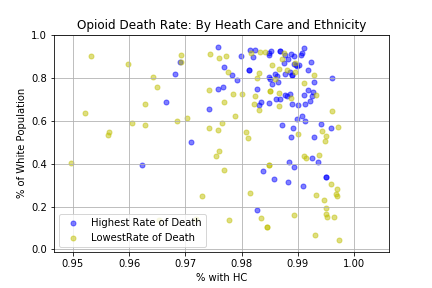 Opioid Death Rate: By Heath Care and Ethnicity
1.0
0.8
0.6
0.4
0.2
0.0
% of White Population
Highest Rate of Death
LowestRate of Death
0.95 0.96 0.97 0.98 0.99 1.00
% with HC